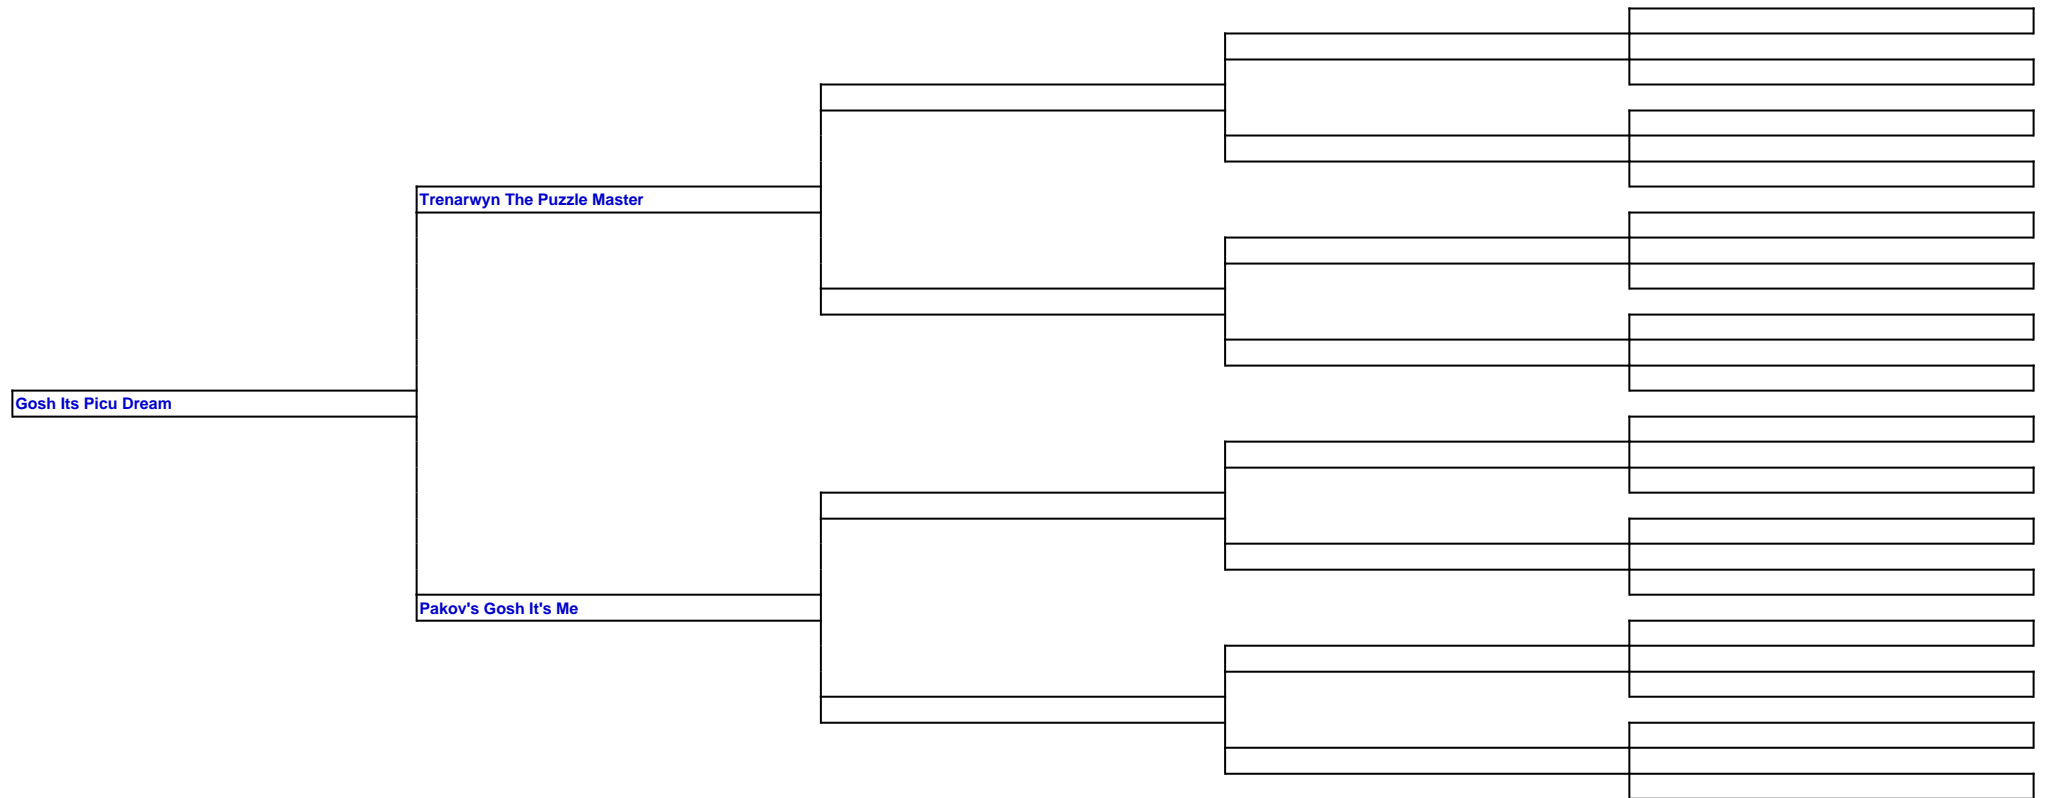 Trenarwyn The Puzzle Master
Gosh Its Picu Dream
Pakov's Gosh It's Me